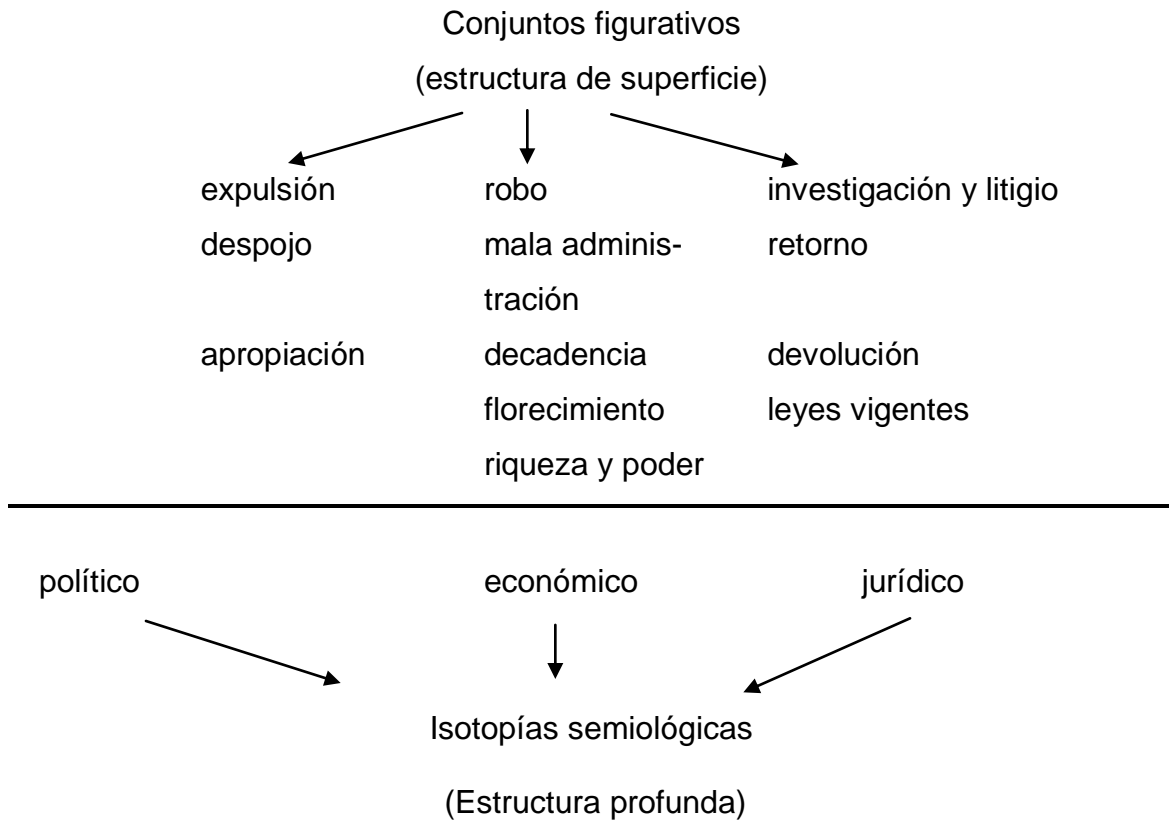 Conjuntos figurativos
(estructura de superficie)
expulsión robo investigación y litigio
despojo mala adminis- retorno
tración
apropiación decadencia devolución
florecimiento leyes vigentes
riqueza y poder
político económico jurídico
Isotopías semiológicas
(Estructura profunda)